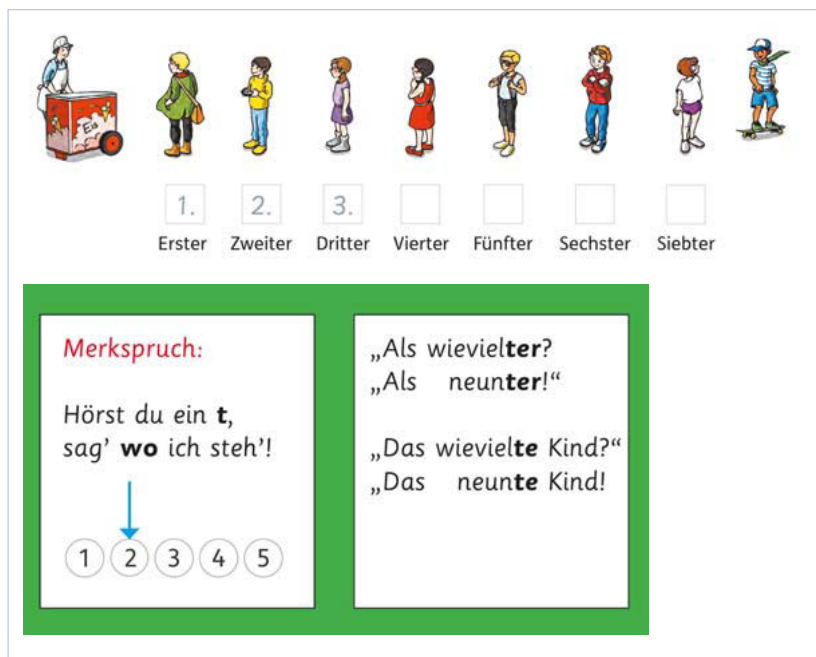 Eis
1. 2. 3.
Erster Zweiter Dritter Vierter Fünfter Sechster Siebter
Merkspruch:
Hörst du ein t,
sag’ wo ich steh’!
1 2 3 4 5
„Als wievielter?
„Als neunter!“
„Das wievielte Kind?“
„Das neunte Kind!